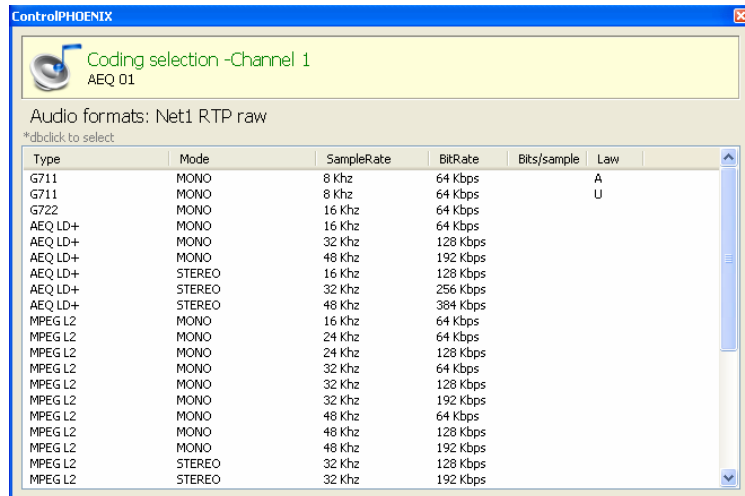 ControlPHOENIX
Coding selection -Channel 1
AEQ 01
Audio formats: Net1 RTP raw
*dbclick to select
Type Mode SampleRate BitRate Bits/sample Law
G711 MONO 8 Khz 64 Kbps A
G711 MONO 8 Khz 64 Kbps U
G722 MONO 16 Khz 64 Kbps
AEQ LD+ MONO 16 Khz 64 Kbps
AEQ LD+ MONO 32 Khz 128 Kbps
AEQ LD+ MONO 48 Khz 192 Kbps
AEQ LD+ STEREO 16 Khz 128 Kbps
AEQ LD+ STEREO 32 Khz 256 Kbps
AEQ LD+ STEREO 48 Khz 384 Kbps
MPEG L2 MONO 16 Khz 64 Kbps
MPEG L2 MONO 24 Khz 64 Kbps
MPEG L2 MONO 24 Khz 128 Kbps
MPEG L2 MONO 32 Khz 64 Kbps
MPEG L2 MONO 32 Khz 128 Kbps
MPEG L2 MONO 32 Khz 192 Kbps
MPEG L2 MONO 48 Khz 64 Kbps
MPEG L2 MONO 48 Khz 128 Kbps
MPEG L2 MONO 48 Khz 192 Kbps
MPEG L2 STEREO 32 Khz 128 Kbps
MPEG L2 STEREO 32 Khz 192 Kbps